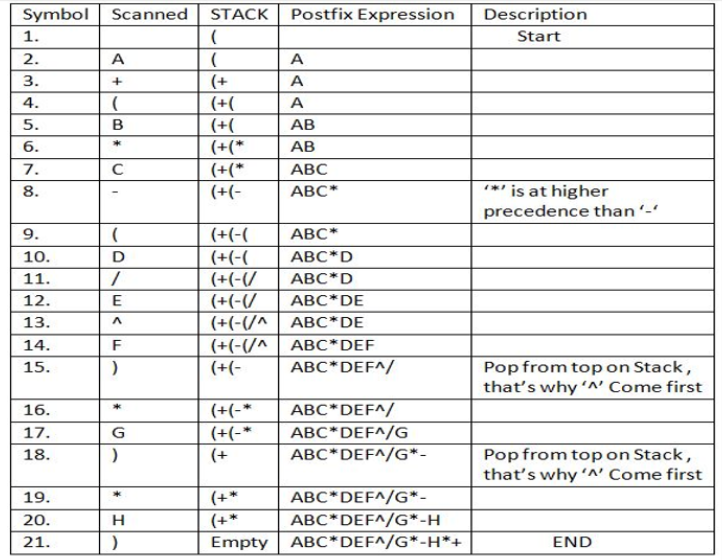 Symbol Scanned STACK Postfix Expression Description
1. ( Start
2. A ( A
3. + (+ A
4. ( (+( A
5. B (+( AB
6. * (+(* AB
7. C (+(* ABC
8. - (+(- ABC* ‘*’ is at higher
precedence than ‘-‘
9. ( (+(-( ABC*
10. D (+(-( ABC*D
11. / (+(-(/ ABC*D
12. E (+(-(/ ABC*DE
13. ^ (+(-(/^ ABC*DE
14. F (+(-(/^ ABC*DEF
15. ) (+(- ABC*DEF^/ Pop from top on Stack ,
that’s why ‘^’ Come first
16. * (+(-* ABC*DEF^/
17. G (+(-* ABC*DEF^/G
18. ) (+ ABC*DEF^/G*- Pop from top on Stack ,
that’s why ‘^’ Come first
19. * (+* ABC*DEF^/G*-
20. H (+* ABC*DEF^/G*-H
21. ) Empty ABC*DEF^/G*-H*+ END